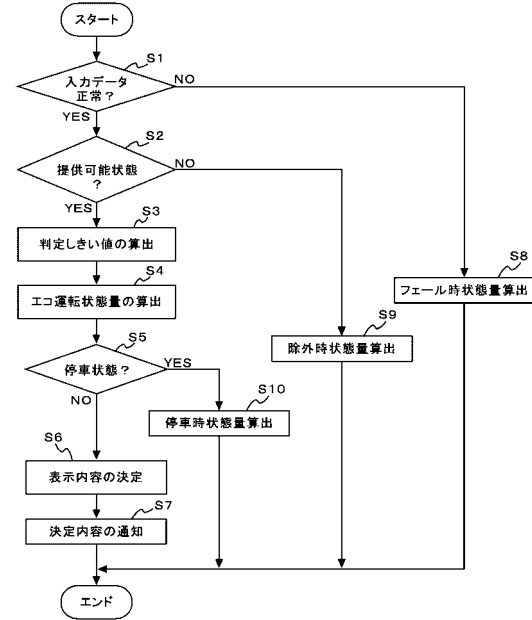 スタート
S1
入力データ
正常?
NO
YES
S2
提供可能状態
?
NO
YES
S3
判定しきい値の算出
S4
エコ運転状態量の算出
S8
フェール時状態量算出
S9
除外時状態量算出
S5
停車状態?
YES
NO
S10
停車時状態量算出
S6
表示内容の決定
S7
決定内容の通知
エンド